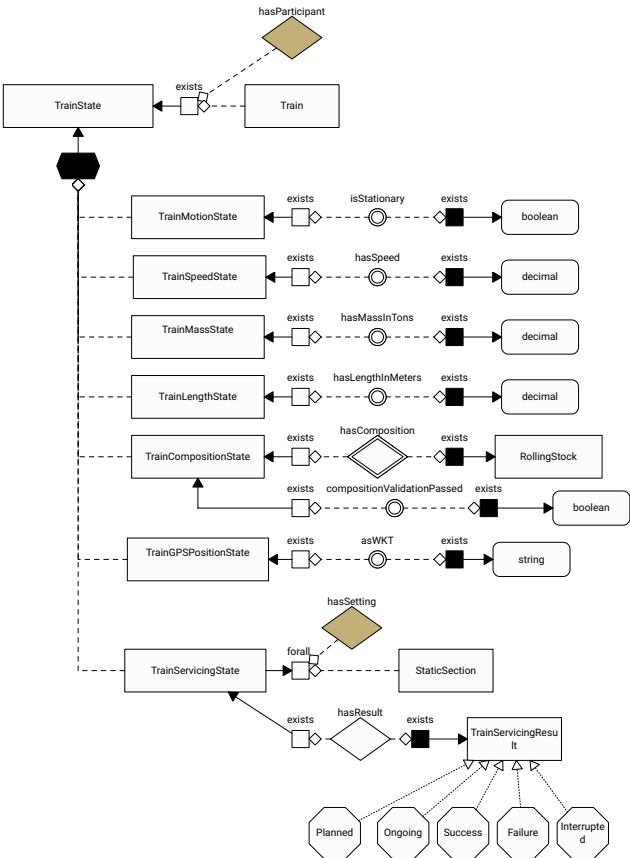 hasParticipant
exists
TrainState
Train
exists
isStationary
exists
TrainMotionState
boolean
exists
hasSpeed
exists
TrainSpeedState
decimal
exists
hasMassInTons
exists
TrainMassState
decimal
exists
hasLengthInMeters
exists
TrainLengthState
decimal
exists
hasComposition
exists
TrainCompositionState
RollingStock
exists
compositionValidationPassed
exists
boolean
exists
asWKT
exists
TrainGPSPositionState
string
hasSetting
forall
TrainServicingState
StaticSection
exists
hasResult
exists
TrainServicingResu
lt
Planned
Ongoing
Success
Failure
Interrupte
d